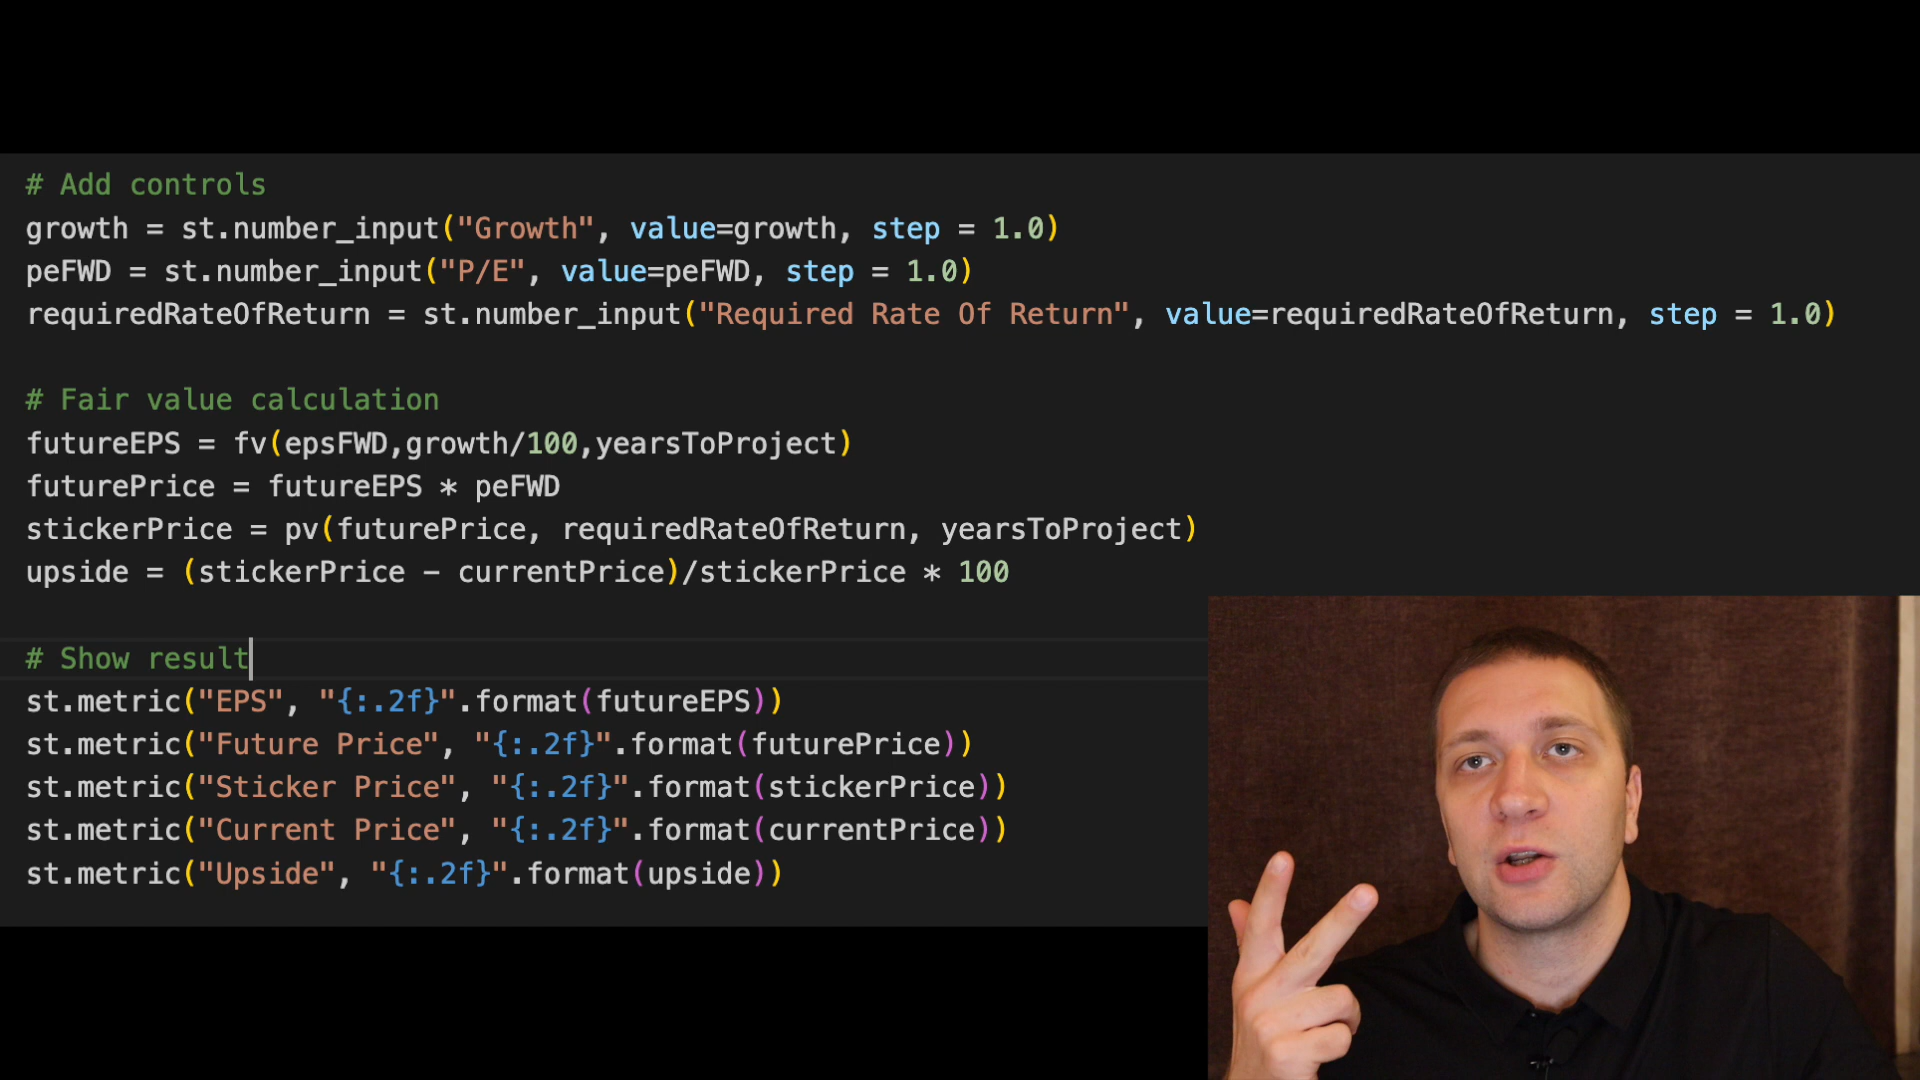 # Add controls
growth = st.number_input("Growth", value=growth, step = 1.0)
peFWD = st.number_input("P/E", value=peFWD, step = 1.0)
requiredRateOfReturn = st.number_input("Required Rate Of Return", value=requiredRateOfReturn, step = 1.0)
# Fair value calculation
futureEPS = fv(epsFWD,growth/100,yearsToProject)
futurePrice = futureEPS * peFWD
stickerPrice = pv(futurePrice, requiredRateOfReturn, yearsToProject)
upside = (stickerPrice - currentPrice)/stickerPrice * 100
# Show result
st.metric("EPS", "{:.2f}".format(futureEPS))
st.metric("Future Price", "{:.2f}".format(futurePrice))
st.metric("Sticker Price", "{:.2f}".format(stickerPrice))
st.metric("Current Price", "{:.2f}".format(currentPrice))
st.metric("Upside", "{:.2f}".format(upside))